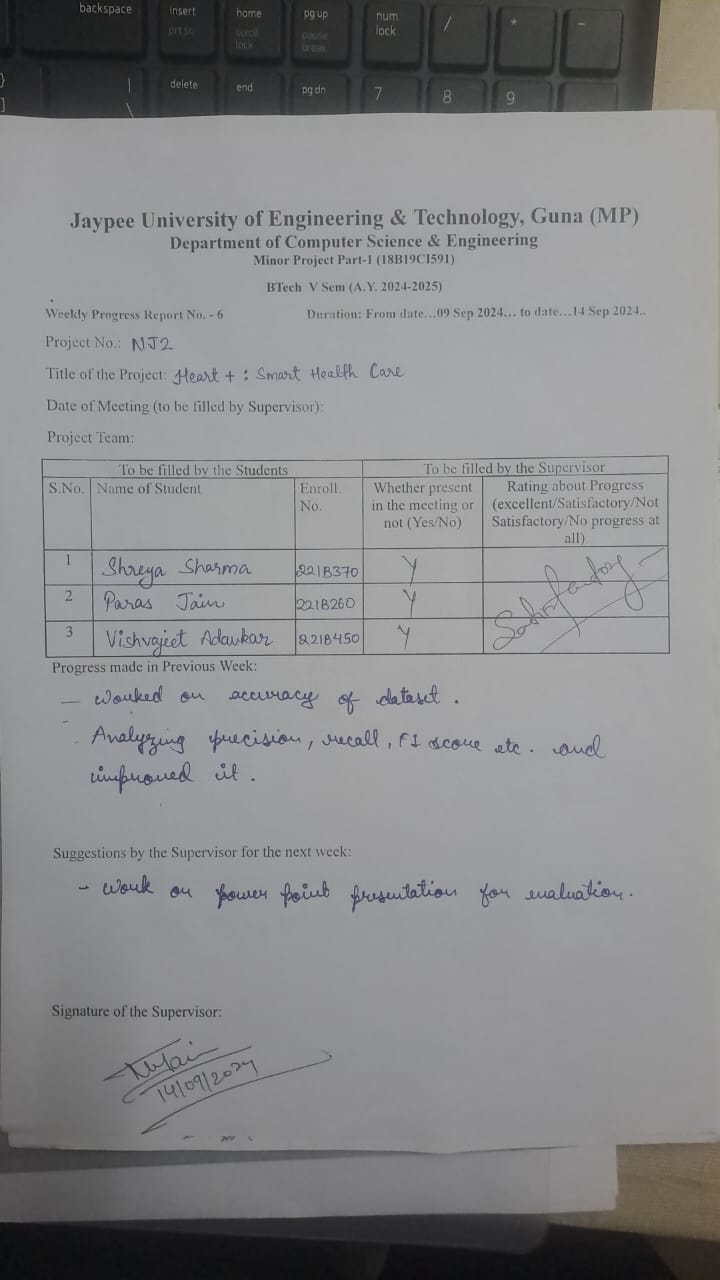 backspace insert home pg up num lock / * -
prt sc scroll lock pause break
} | delete end pg dn 7 8 9
] \
Jaypee University of Engineering & Technology, Guna (MP)
Department of Computer Science & Engineering
Minor Project Part-I (18B19CI591)
BTech V Sem (A.Y. 2024-2025)
Weekly Progress Report No. - 6 Duration: From date...09 Sep 2024... to date...14 Sep 2024..
Project No.: NJ2
Title of the Project: Heart + : Smart Health Care
Date of Meeting (to be filled by Supervisor):
Project Team:
To be filled by the Students To be filled by the Supervisor
S.No. Name of Student Enroll. No. Whether present in the meeting or not (Yes/No) Rating about Progress (excellent/Satisfactory/Not Satisfactory/No progress at all)
1 Shreya Sharma 221B370 Y
2 Paras Jain 221B260 Y
3 Vishvajeet Adavkar 221B450 Y
Satisfactory
Progress made in Previous Week:
— Worked on accuracy of dataset.
- Analyzing precision, recall, F1 score etc. and
improved it.
Suggestions by the Supervisor for the next week:
- Work on power point presentation for evaluation.
Signature of the Supervisor:
14/09/2024